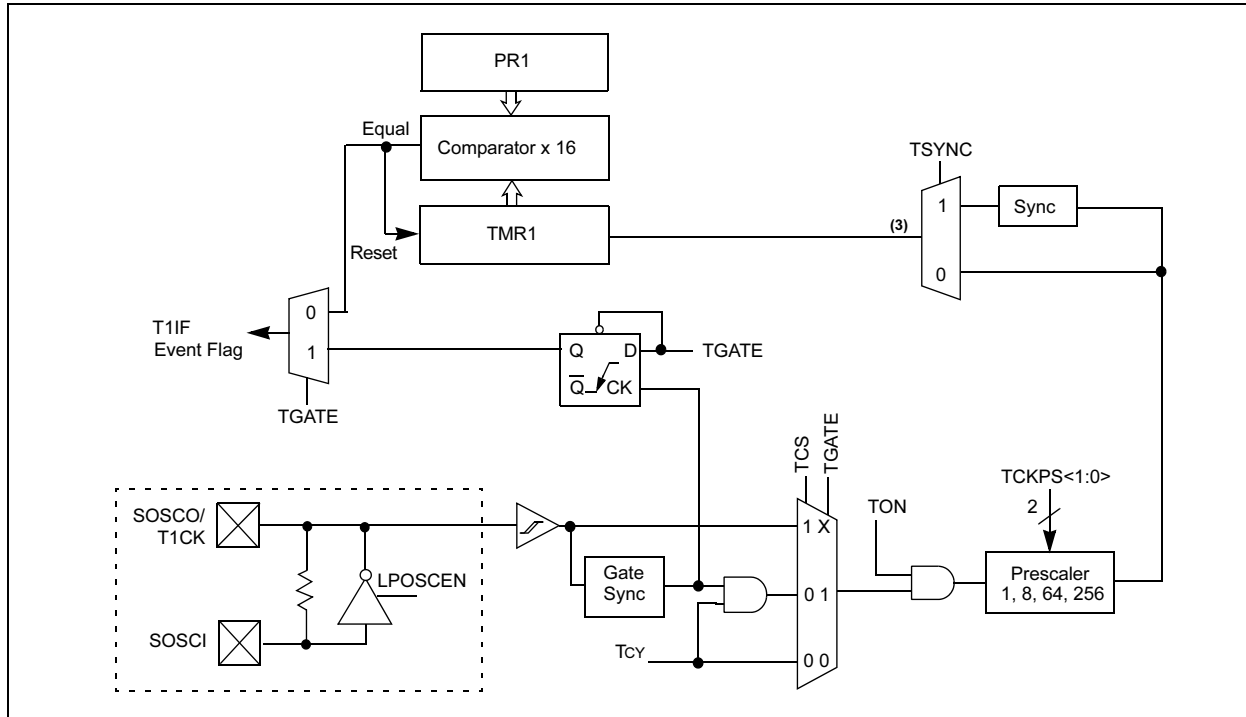 PR1
Equal
Comparator x 16
TSYNC
1
Sync
(3)
TMR1
Reset
0
0
T1IF
Event Flag
1
Q
D
TGATE
Q̅
CK
TGATE
TCS
TGATE
TCKPS<1:0>
2
SOSCO/
T1CK
1 X
TON
LPOSCEN
Gate
Sync
0 1
Prescaler
1, 8, 64, 256
SOSCI
TCY
0 0